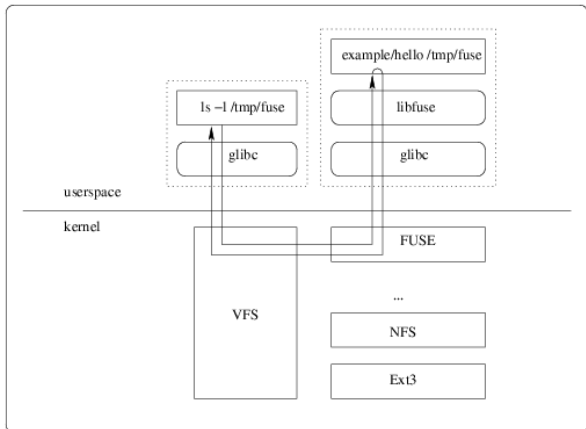 example/hello /tmp/fuse
ls –l /tmp/fuse
libfuse
glibc
glibc
userspace
kernel
FUSE
...
VFS
NFS
Ext3